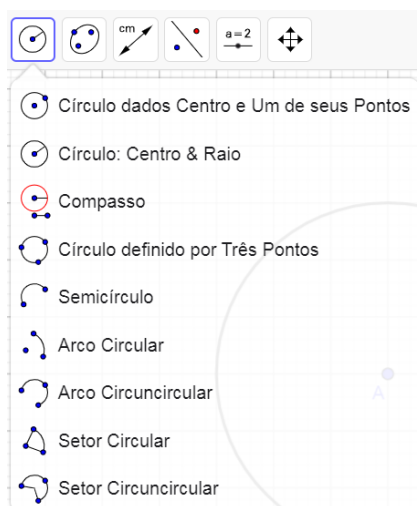 cm
a=2
Círculo dados Centro e Um de seus Pontos
Círculo: Centro & Raio
Compasso
Círculo definido por Três Pontos
Semicírculo
Arco Circular
Arco Circuncircular
Setor Circular
Setor Circuncircular
A